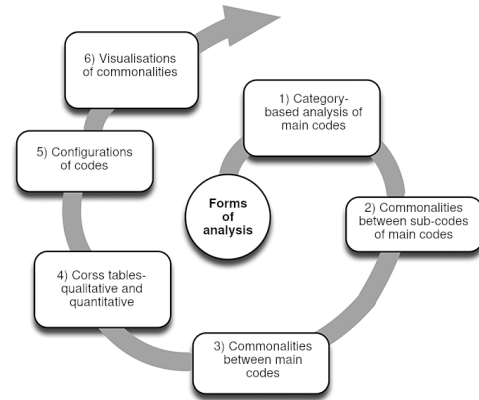 Forms
of
analysis
1) Category-
based analysis of
main codes
2) Commonalities
between sub-codes
of main codes
3) Commonalities
between main
codes
4) Corss tables-
qualitative and
quantitative
5) Configurations
of codes
6) Visualisations
of commonalities